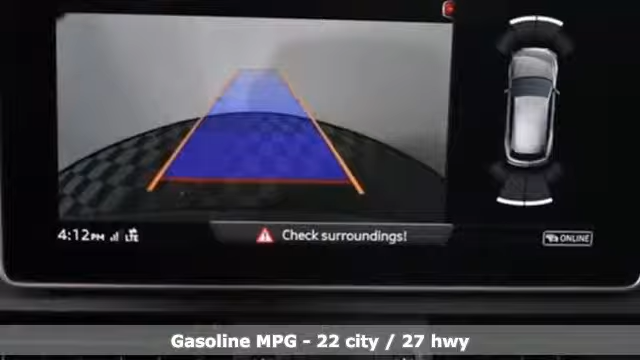 4:12PM LTE
Check surroundings!
ONLINE
Gasoline MPG - 22 city / 27 hwy